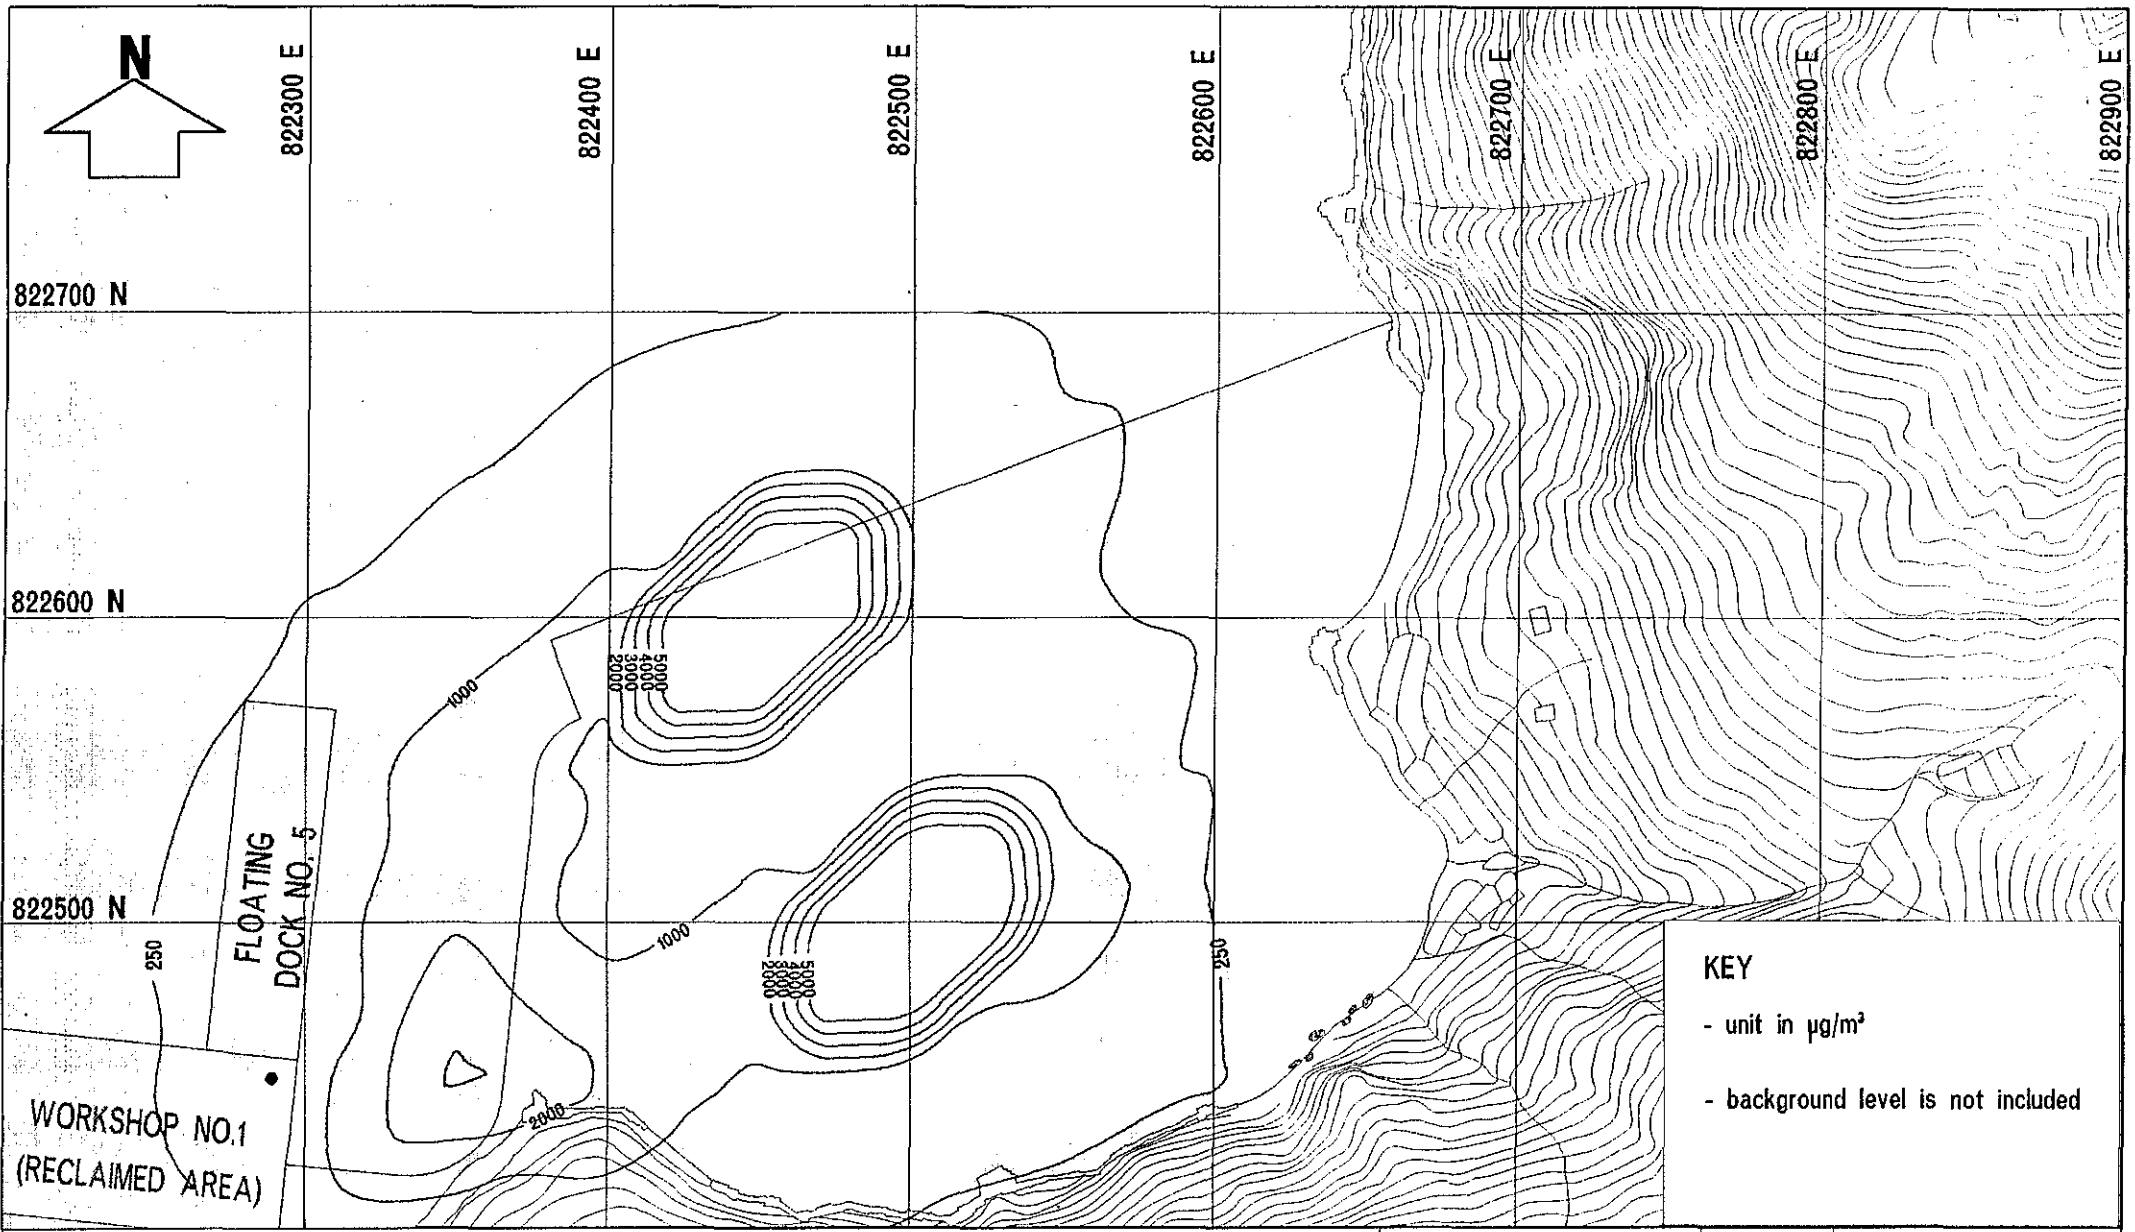 N
822300 E
822400 E
822500 E
822600 E
822700 E
822800 E
822900 E
822700 N
822600 N
5000
4000
3000
2000
1000
FLOATING
DOCK NO. 5
822500 N
250
1000
5000
4000
3000
2000
250
2000
WORKSHOP NO.1
(RECLAIMED AREA)
KEY
- unit in µg/m³
- background level is not included